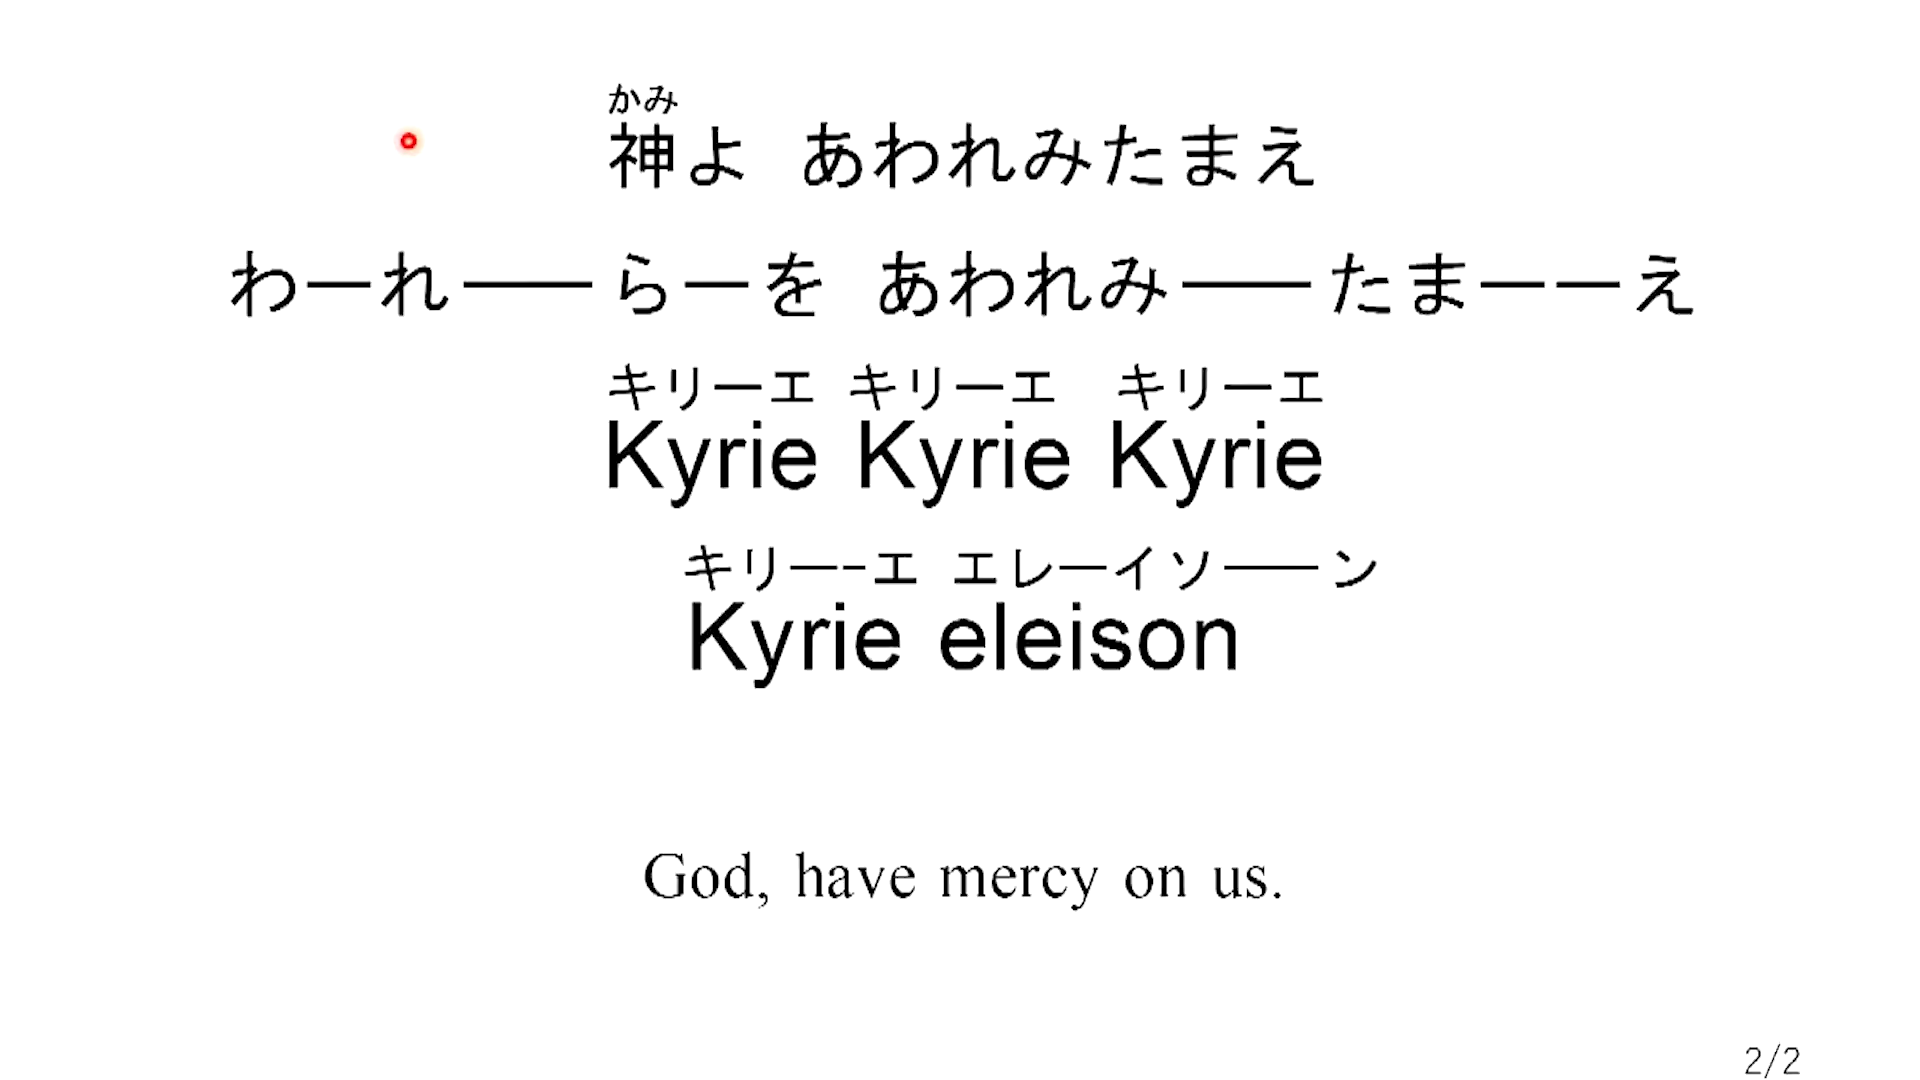 かみ
神よ あわれみたまえ
わーれ――らーを あわれみ――たまーーえ
キリーエ キリーエ キリーエ
Kyrie Kyrie Kyrie
キリー-エ エレーイソ――ン
Kyrie eleison
God, have mercy on us.
2/2